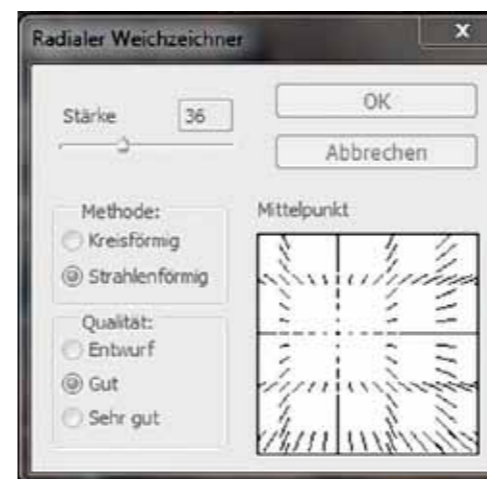 Radialer Weichzeichner
x
Stärke 36
OK
Abbrechen
Methode:
Kreisförmig
Strahlenförmig
Mittelpunkt
Qualität:
Entwurf
Gut
Sehr gut